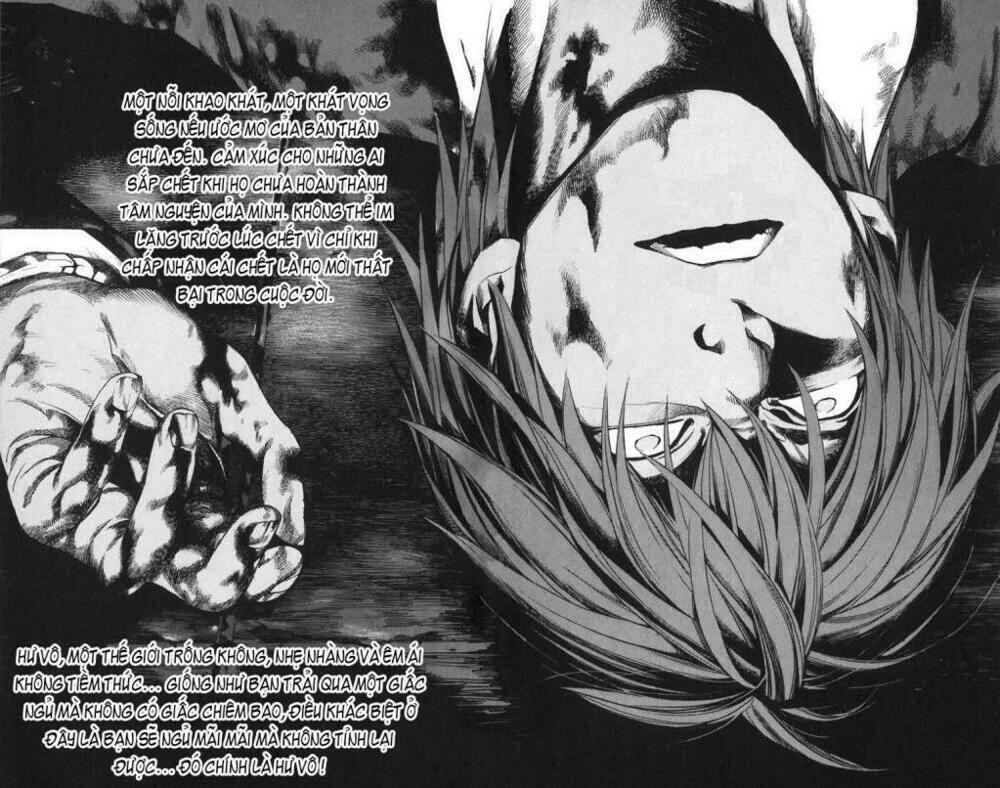 MỘT NỖI KHAO KHÁT, MỘT KHÁT VỌNG
SỐNG NẾU ƯỚC MƠ CỦA BẢN THÂN
CHƯA ĐẾN. CẢM XÚC CHO NHỮNG AI
SẮP CHẾT KHI HỌ CHƯA HOÀN THÀNH
TÂM NGUYỆN CỦA MÌNH. KHÔNG THỂ IM
LẶNG TRƯỚC LÚC CHẾT VÌ CHỈ KHI
CHẤP NHẬN CÁI CHẾT LÀ HỌ MỚI THẤT
BẠI TRONG CUỘC ĐỜI.
HƯ VÔ, MỘT THẾ GIỚI TRỐNG KHÔNG, NHẸ NHÀNG VÀ ÊM ÁI
KHÔNG TIỀM THỨC... GIỐNG NHƯ BẠN TRẢI QUA MỘT GIẤC
NGỦ MÀ KHÔNG CÓ GIẤC CHIÊM BAO, ĐIỀU KHÁC BIỆT Ở
ĐÂY LÀ BẠN SẼ NGỦ MÃI MÃI MÀ KHÔNG TỈNH LẠI
ĐƯỢC... ĐÓ CHÍNH LÀ HƯ VÔ!